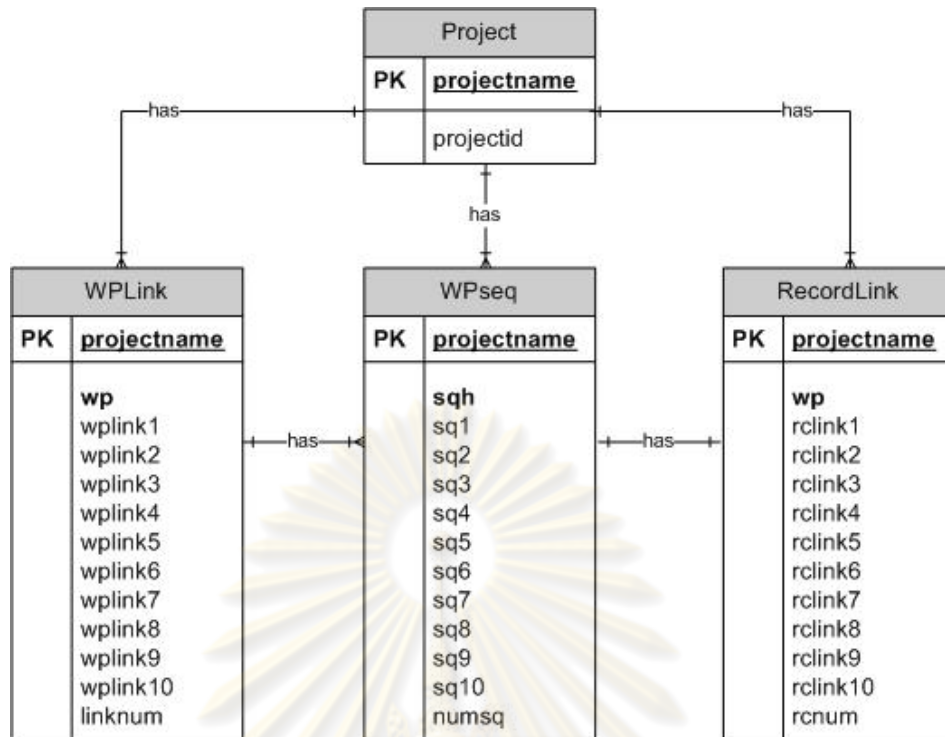 Project
PK projectname
projectid
has
has
has
WPLink
PK projectname
wp
wplink1
wplink2
wplink3
wplink4
wplink5
wplink6
wplink7
wplink8
wplink9
wplink10
linknum
has
WPseq
PK projectname
sqh
sq1
sq2
sq3
sq4
sq5
sq6
sq7
sq8
sq9
sq10
numsq
has
RecordLink
PK projectname
wp
rclink1
rclink2
rclink3
rclink4
rclink5
rclink6
rclink7
rclink8
rclink9
rclink10
rcnum